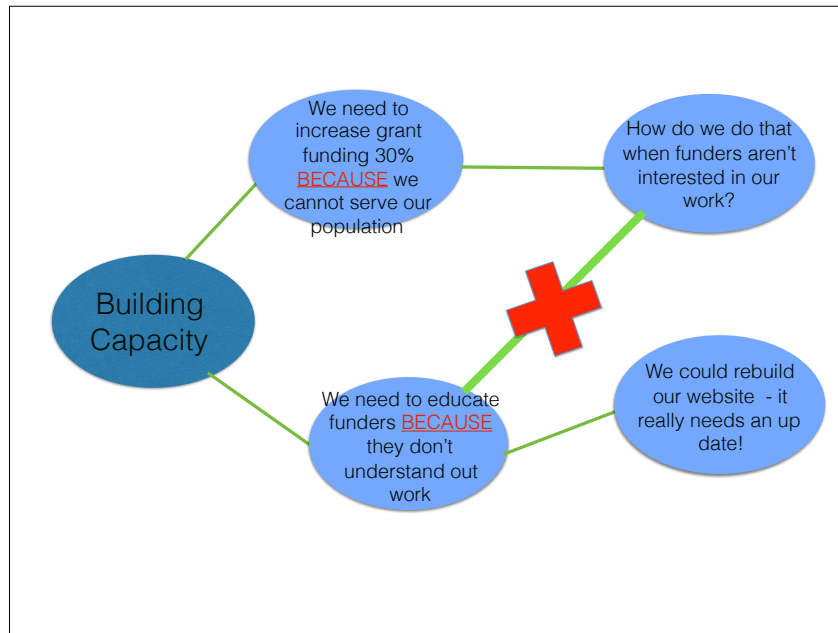 We need to
increase grant
funding 30%
BECAUSE we
cannot serve our
population
How do we do that
when funders aren't
interested in our
work?
Building
Capacity
We need to educate
funders BECAUSE
they don't
understand out
work
We could rebuild
our website - it
really needs an up
date!